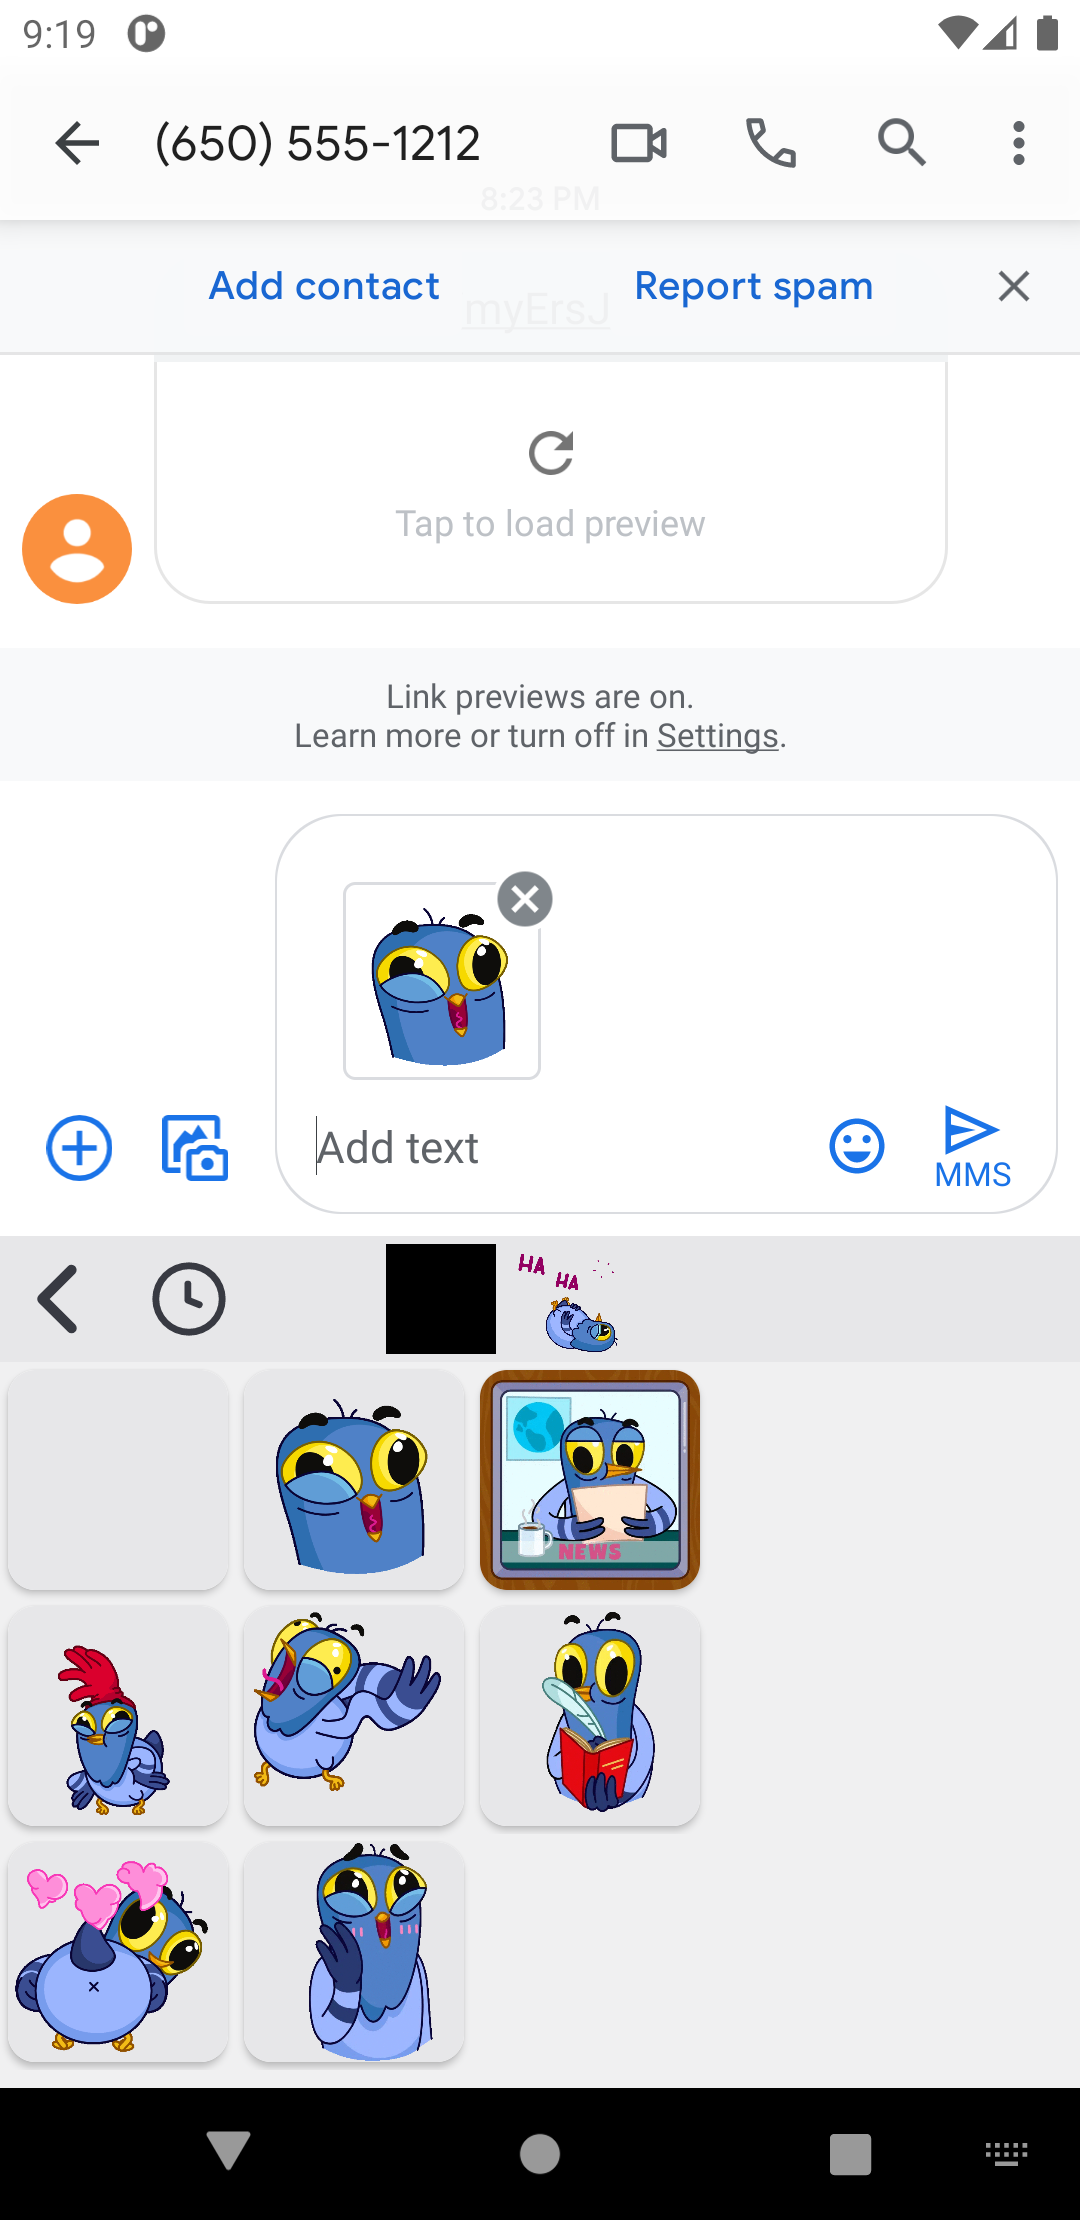 9:19
(650) 555-1212
8:23 PM
Add contact
Report spam
myErsJ
Tap to load preview
Link previews are on.
Learn more or turn off in Settings.
Add text
MMS
HA
HA
NEWS